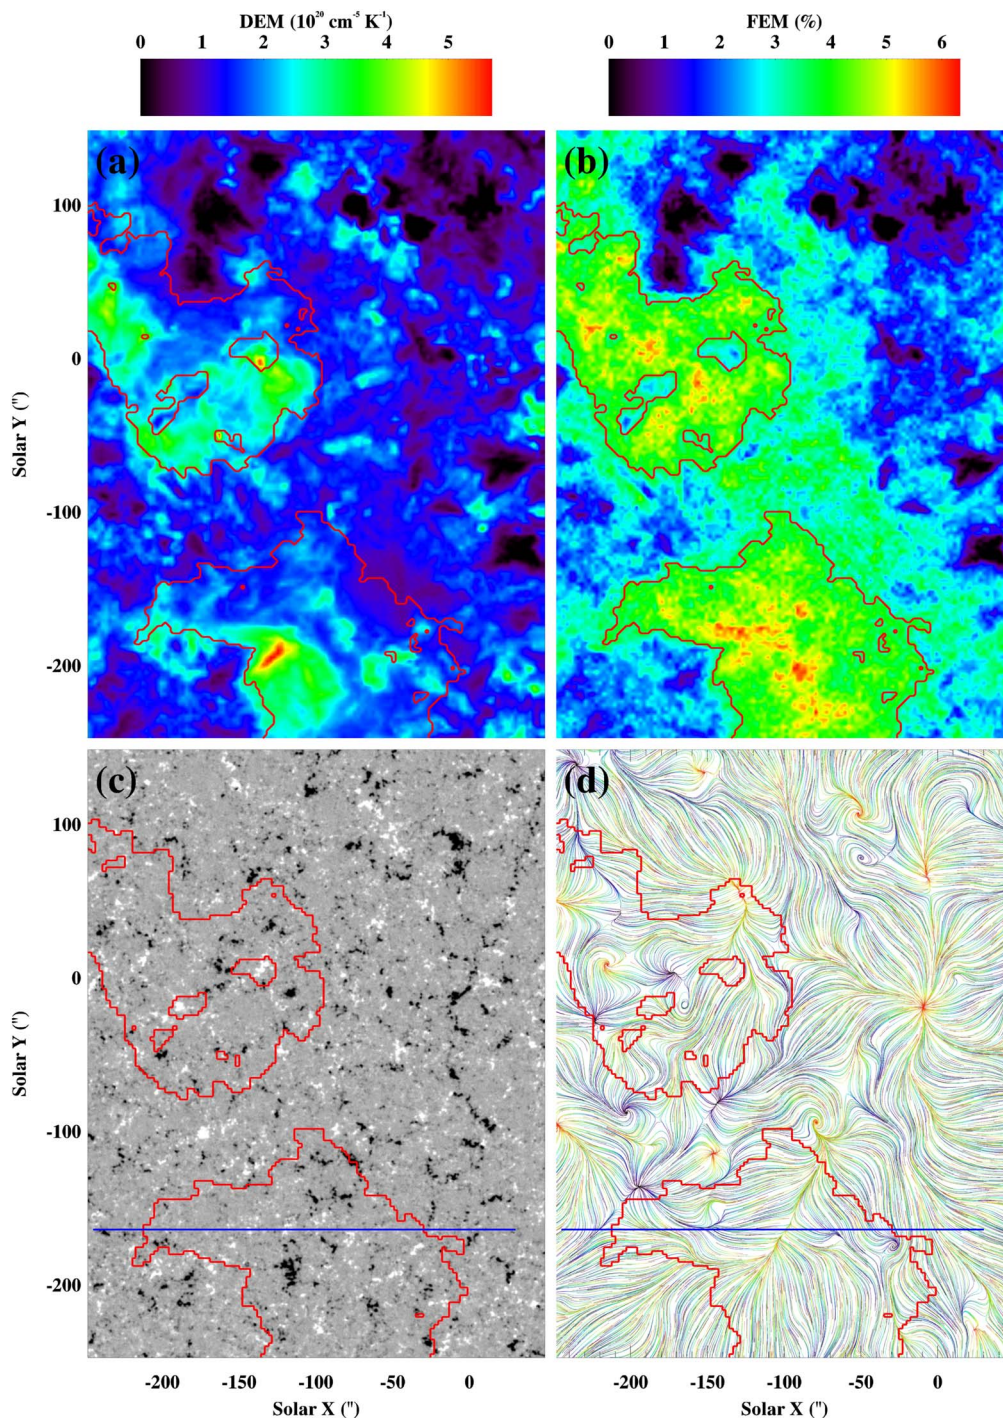 DEM (10²⁰ cm⁻⁵ K⁻¹) FEM (%)
0 1 2 3 4 5 0 1 2 3 4 5 6
(a) (b)
100
0
-100
-200
Solar Y (")
(c) (d)
100
0
-100
-200
Solar Y (")
-200 -150 -100 -50 0 -200 -150 -100 -50 0
Solar X (") Solar X (")